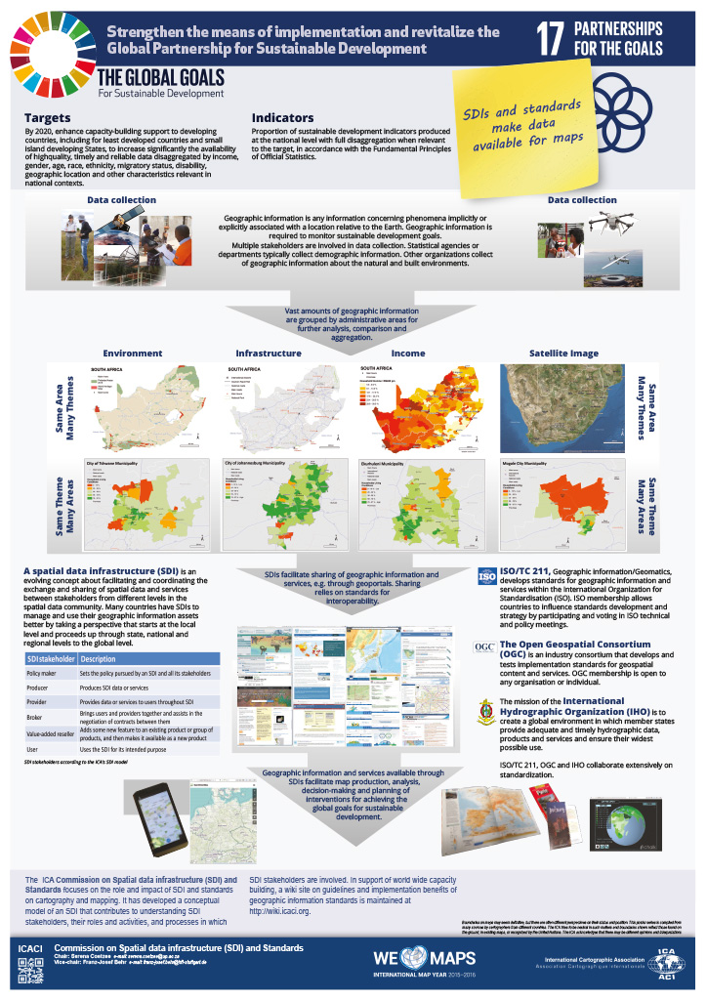 Strengthen the means of implementation and revitalize the
Global Partnership for Sustainable Development
17 PARTNERSHIPS
FOR THE GOALS
THE GLOBAL GOALS
For Sustainable Development
SDIs and standards
make data
available for maps
Targets
By 2020, enhance capacity-building support to developing
countries, including for least developed countries and small
island developing States, to increase significantly the availability
of highquality, timely and reliable data disaggregated by income,
gender, age, race, ethnicity, migratory status, disability,
geographic location and other characteristics relevant in
national contexts.
Indicators
Proportion of sustainable development indicators produced
at the national level with full disaggregation when relevant
to the target, in accordance with the Fundamental Principles
of Official Statistics.
Data collection
Geographic information is any information concerning phenomena implicitly or
explicitly associated with a location relative to the Earth. Geographic information is
required to monitor sustainable development goals.
Multiple stakeholders are involved in data collection. Statistical agencies or
departments typically collect demographic information. Other organizations collect
of geographic information about the natural and built environments.
Data collection
Vast amounts of geographic information
are grouped by administrative areas for
further analysis, comparison and
aggregation.
Environment
Infrastructure
Income
Satellite Image
Same Area
Many Themes
SOUTH AFRICA
SOUTH AFRICA
SOUTH AFRICA
Same Area
Many Themes
Same Theme
Many Areas
City of Tshwane Municipality
City of Johannesburg Municipality
Ekurhuleni Municipality
Mogale City Municipality
Same Theme
Many Areas
A spatial data infrastructure (SDI) is an
evolving concept about facilitating and coordinating the
exchange and sharing of spatial data and services
between stakeholders from different levels in the
spatial data community. Many countries have SDIs to
manage and use their geographic information assets
better by taking a perspective that starts at the local
level and proceeds up through state, national and
regional levels to the global level.
SDI stakeholder Description
Policy maker Sets the policy pursued by an SDI and all its stakeholders
Producer Produces SDI data or services
Provider Provides data or services to users throughout SDI
Broker Brings users and providers together and assists in the
negotiation of contracts between them
Value-added reseller Adds some new feature to an existing product or group of
products, and then makes it available as a new product
User Uses the SDI for its intended purpose
SDI stakeholders according to the ICA's SDI model
SDIs facilitate sharing of geographic information and
services, e.g. through geoportals. Sharing
relies on standards for
interoperability.
ISO
ISO/TC 211, Geographic information/Geomatics,
develops standards for geographic information and
services within the International Organization for
Standardisation (ISO). ISO membership allows
countries to influence standards development and
strategy by participating and voting in ISO technical
and policy meetings.
OGC
The Open Geospatial Consortium
(OGC) is an industry consortium that develops and
tests implementation standards for geospatial
content and services. OGC membership is open to
any organisation or individual.
The mission of the International
Hydrographic Organization (IHO) is to
create a global environment in which member states
provide adequate and timely hydrographic data,
products and services and ensure their widest
possible use.
ISO/TC 211, OGC and IHO collaborate extensively on
standardization.
Geographic information and services available through
SDIs facilitate map production, analysis,
decision-making and planning of
interventions for achieving the
global goals for sustainable
development.
The ICA Commission on Spatial data infrastructure (SDI) and
Standards focuses on the role and impact of SDI and standards
on cartography and mapping. It has developed a conceptual
model of an SDI that contributes to understanding SDI
stakeholders, their roles and activities, and processes in which
SDI stakeholders are involved. In support of world wide capacity
building, a wiki site on guidelines and implementation benefits of
geographic information standards is maintained at
http://wiki.icaci.org.
ICACI
Commission on Spatial data infrastructure (SDI) and Standards
Chair: Serena Coetzee e-mail: serena.coetzee@up.ac.za
Vice-chair: Franz-Josef Behr e-mail: franz-josef.behr@hft-stuttgart.de
WE MAPS
INTERNATIONAL MAP YEAR 2015–2016
International Cartographic Association
Association Cartographique Internationale
ICA
ACI